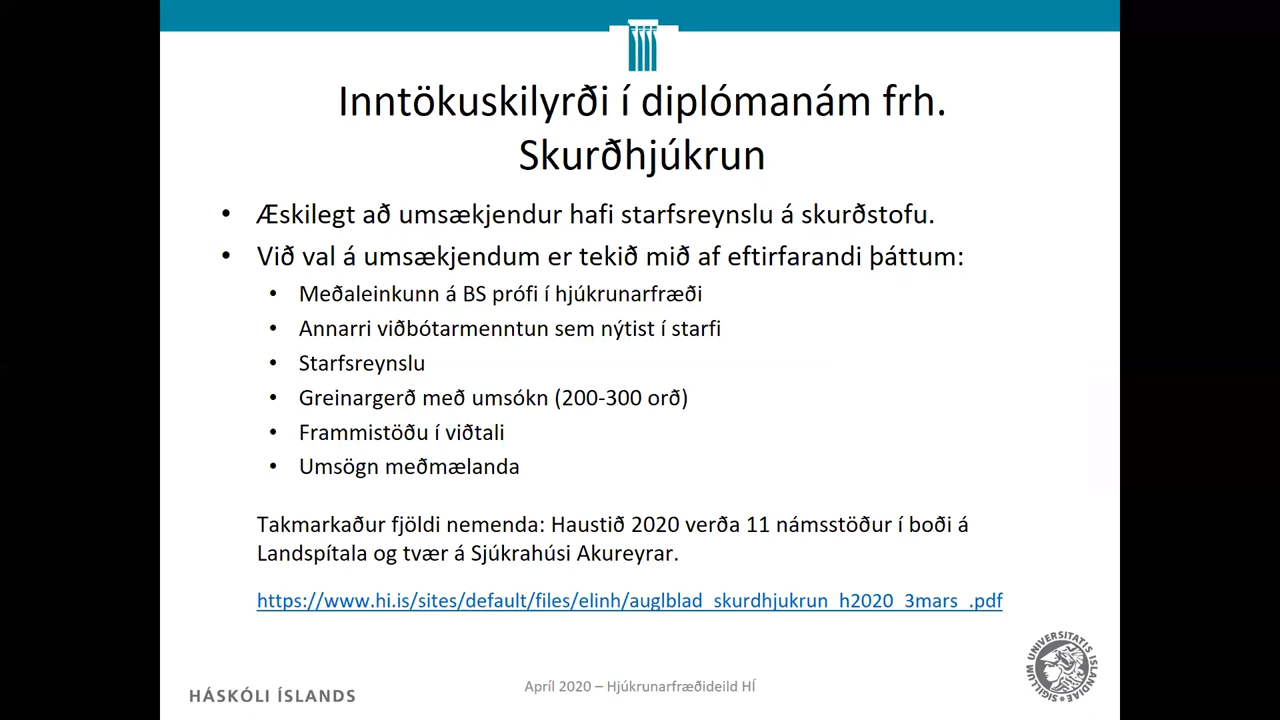 Inntökuskilyrði í diplómanám frh.
Skurðhjúkrun
• Æskilegt að umsækjendur hafi starfsreynslu á skurðstofu.
• Við val á umsækjendum er tekið mið af eftirfarandi þáttum:
• Meðaleinkunn á BS prófi í hjúkrunarfræði
• Annarri viðbótarmenntun sem nýtist í starfi
• Starfsreynslu
• Greinargerð með umsókn (200-300 orð)
• Frammistöðu í viðtali
• Umsögn meðmælanda
Takmarkaður fjöldi nemenda: Haustið 2020 verða 11 námsstöður í boði á
Landspítala og tvær á Sjúkrahúsi Akureyrar.
https://www.hi.is/sites/default/files/elinh/auglblad_skurdhjukrun_h2020_3mars_.pdf
HÁSKÓLI ÍSLANDS
Apríl 2020 – Hjúkrunarfræðideild HÍ
SIGILLUM UNIVERSITATIS ISLANDIAE